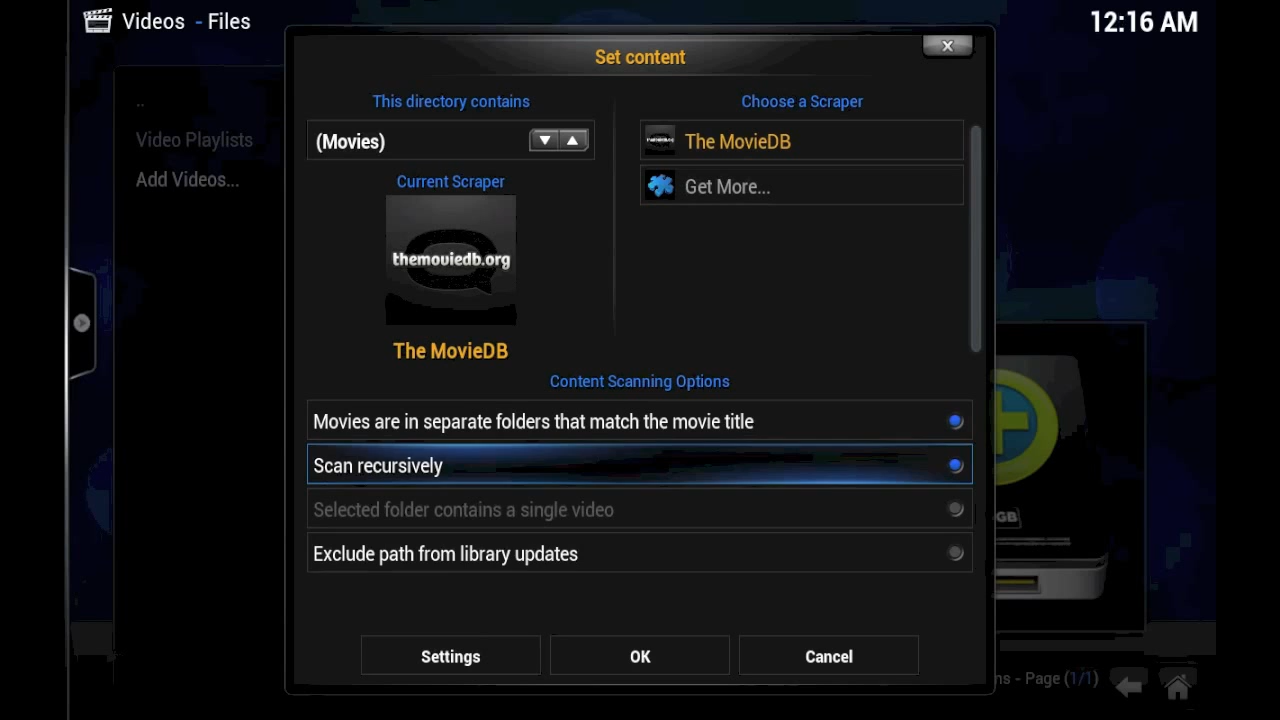 Videos - Files
12:16 AM
Set content
This directory contains
(Movies)
Current Scraper
themoviedb.org
The MovieDB
Choose a Scraper
The MovieDB
Get More...
Content Scanning Options
Movies are in separate folders that match the movie title
Scan recursively
Selected folder contains a single video
Exclude path from library updates
Settings
OK
Cancel
..
Video Playlists
Add Videos...
GB
ns - Page (1/1)